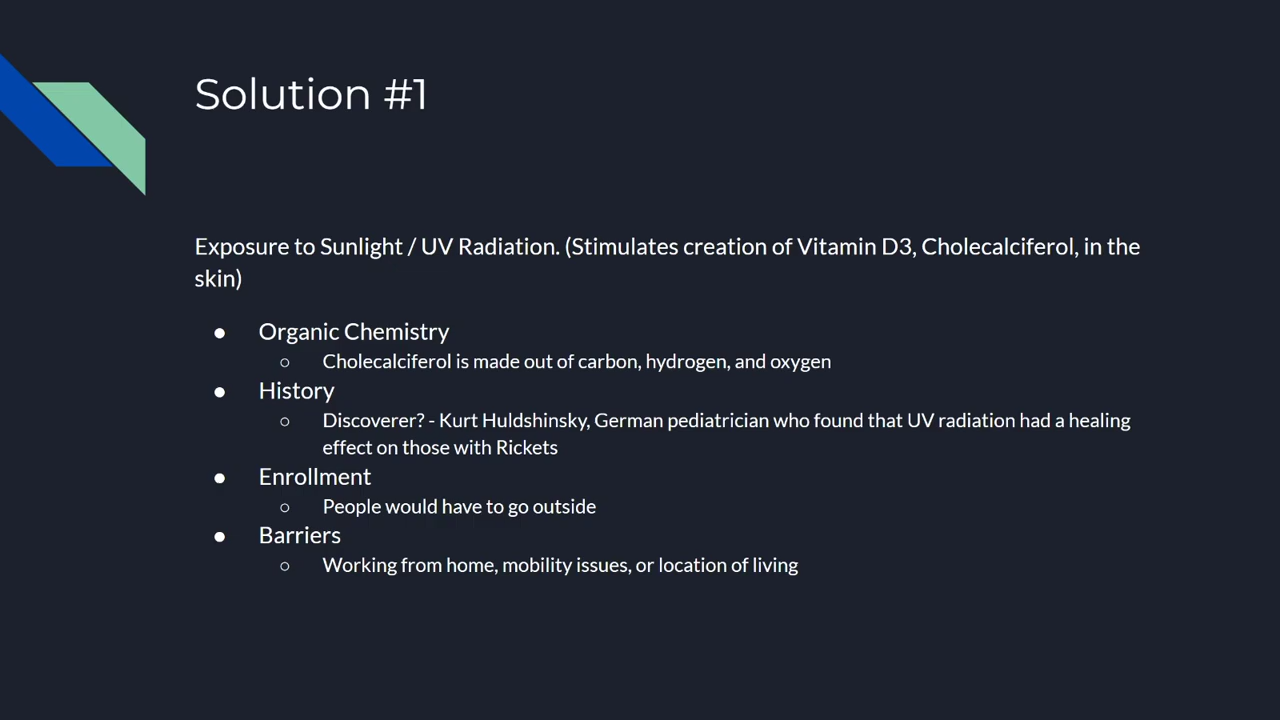 Solution #1
Exposure to Sunlight / UV Radiation. (Stimulates creation of Vitamin D3, Cholecalciferol, in the
skin)
● Organic Chemistry
○ Cholecalciferol is made out of carbon, hydrogen, and oxygen
● History
○ Discoverer? - Kurt Huldshinsky, German pediatrician who found that UV radiation had a healing
effect on those with Rickets
● Enrollment
○ People would have to go outside
● Barriers
○ Working from home, mobility issues, or location of living